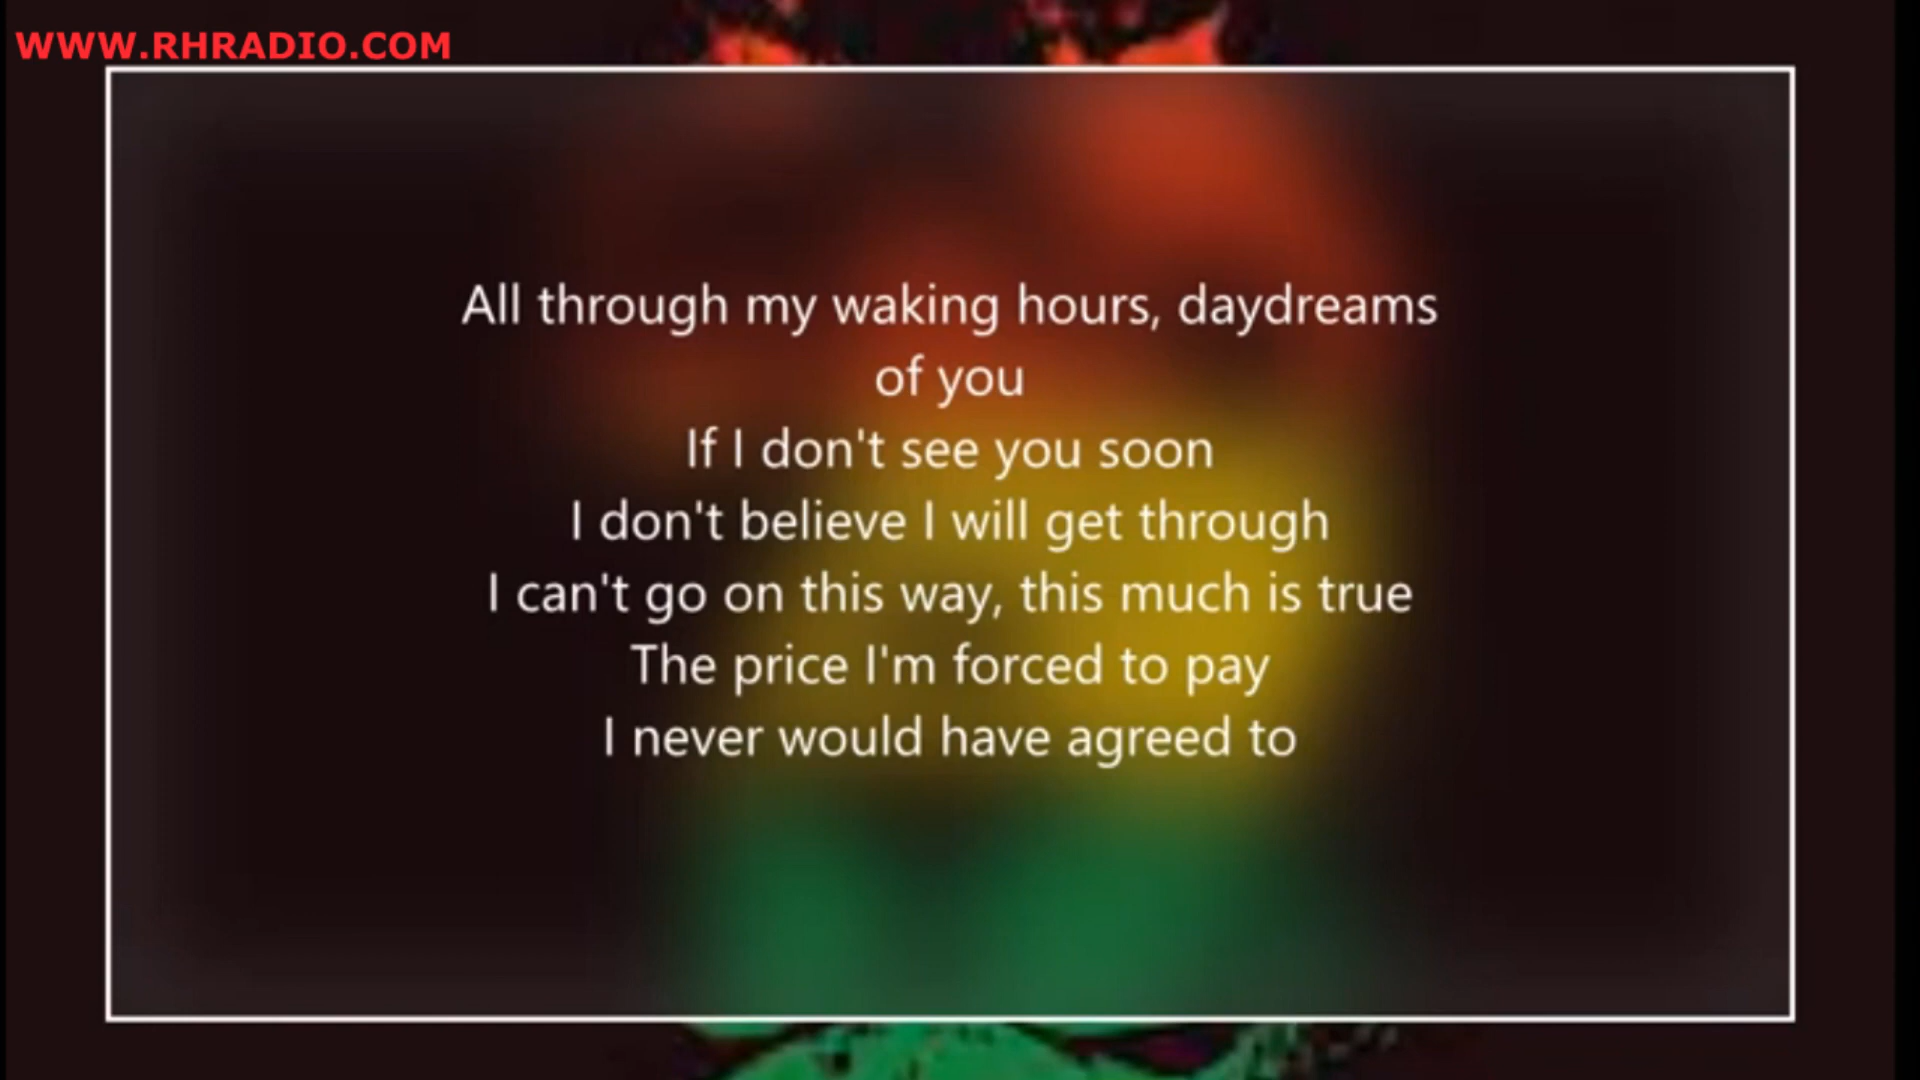 WWW.RHRADIO.COM
All through my waking hours, daydreams
of you
If I don't see you soon
I don't believe I will get through
I can't go on this way, this much is true
The price I'm forced to pay
I never would have agreed to